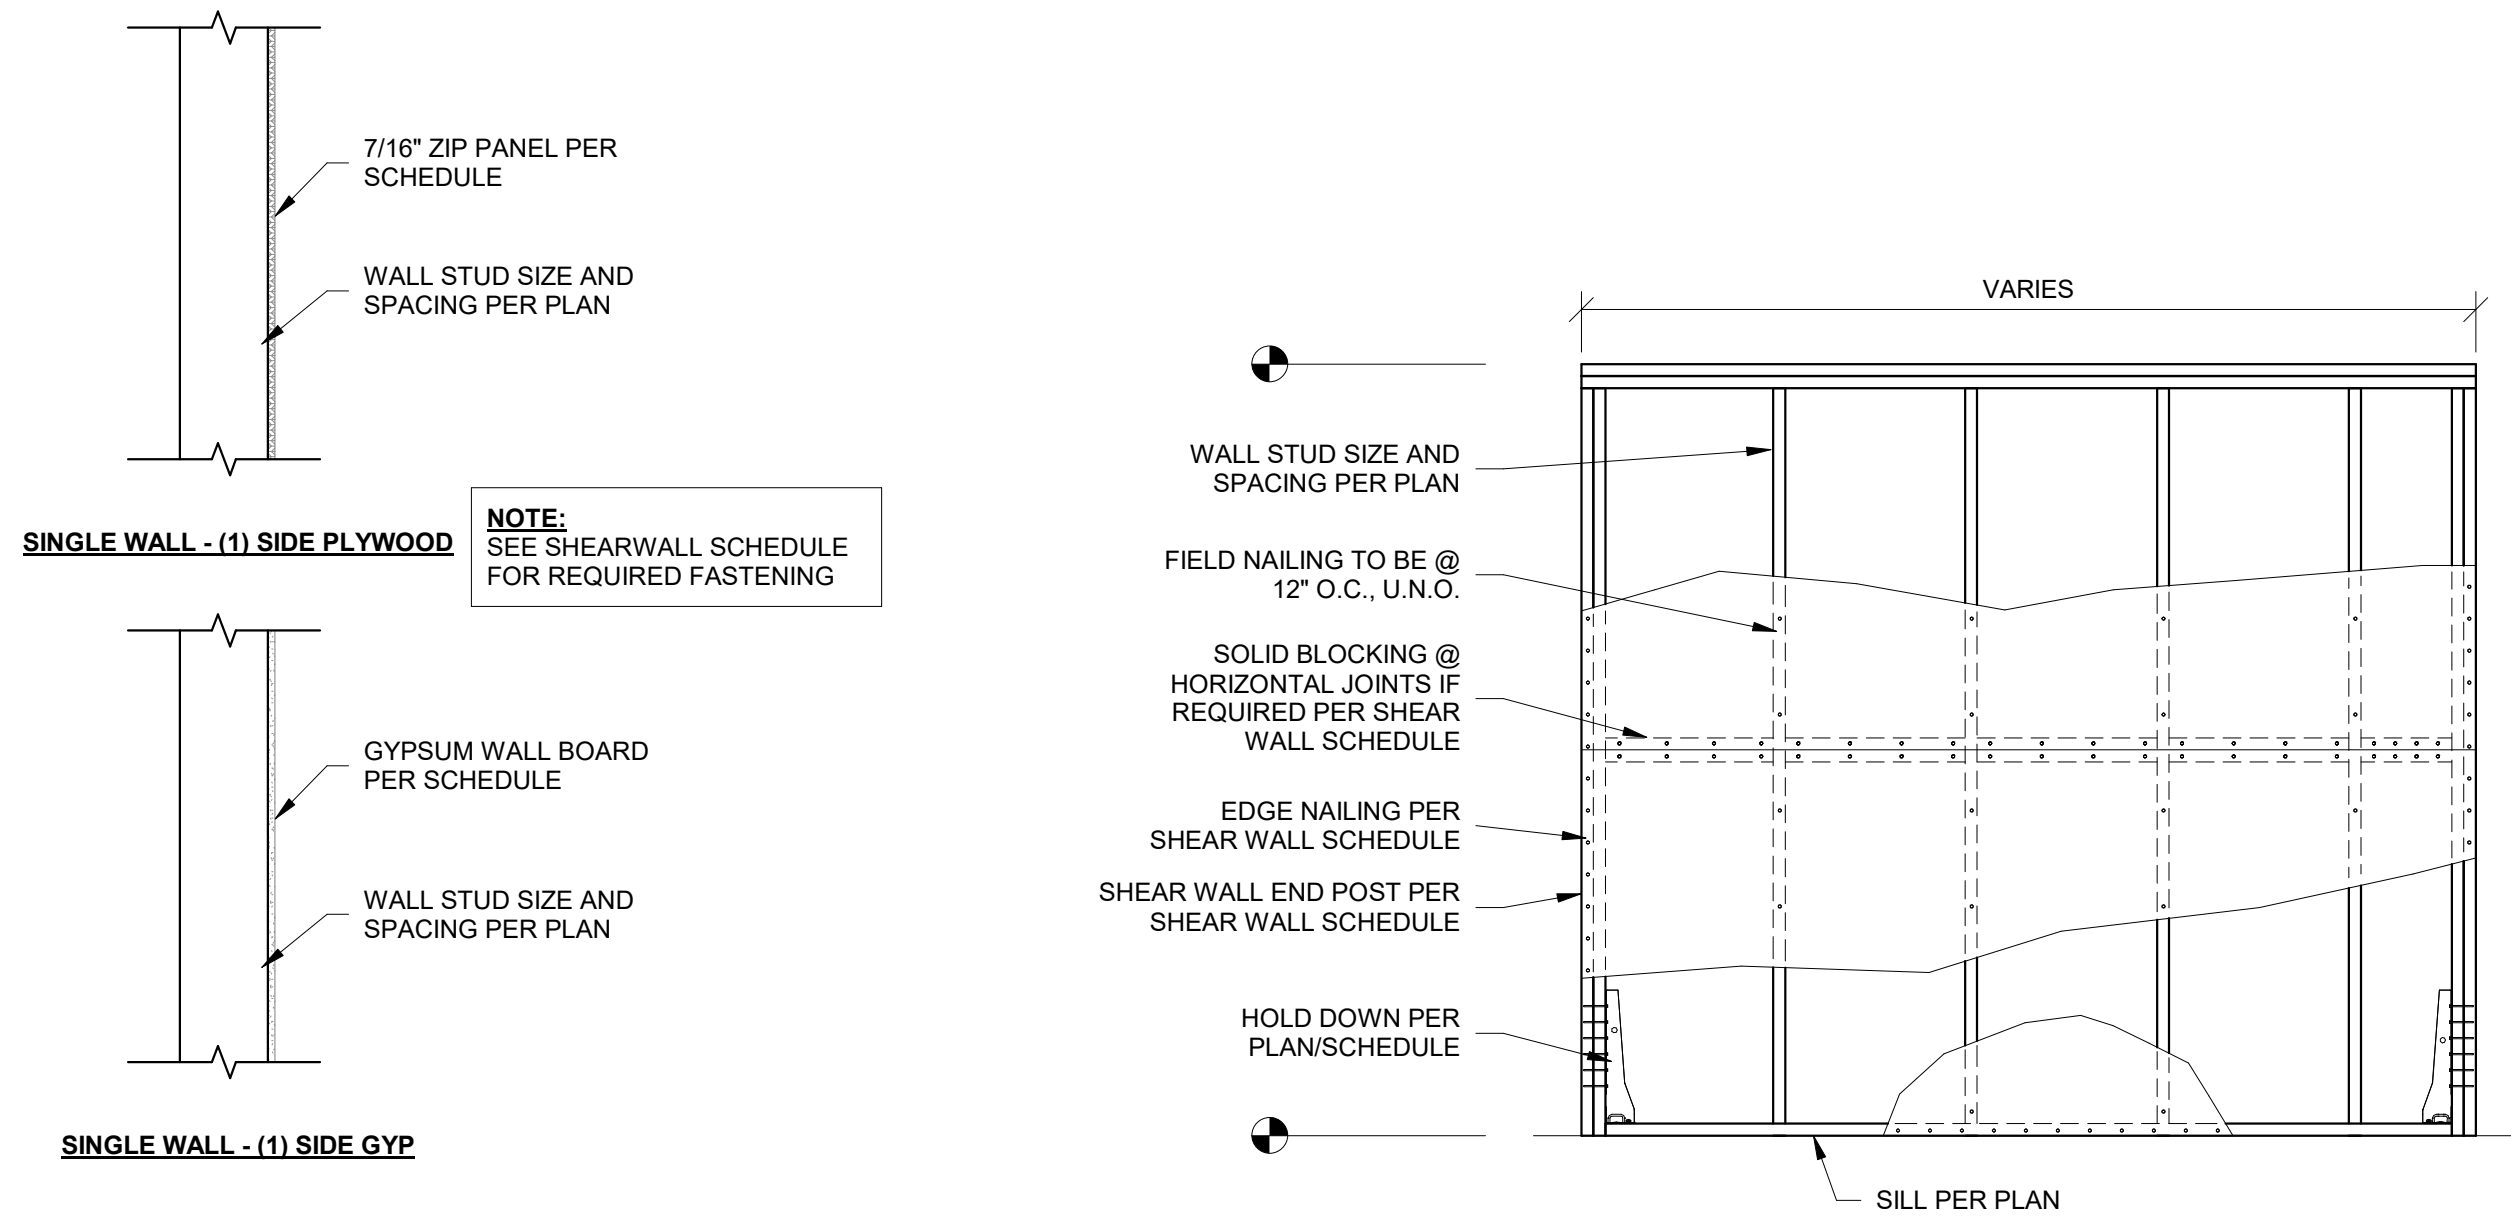 7/16" ZIP PANEL PER
SCHEDULE
WALL STUD SIZE AND
SPACING PER PLAN
SINGLE WALL - (1) SIDE PLYWOOD
NOTE:
SEE SHEARWALL SCHEDULE
FOR REQUIRED FASTENING
GYPSUM WALL BOARD
PER SCHEDULE
WALL STUD SIZE AND
SPACING PER PLAN
SINGLE WALL - (1) SIDE GYP
VARIES
WALL STUD SIZE AND
SPACING PER PLAN
FIELD NAILING TO BE @
12" O.C., U.N.O.
SOLID BLOCKING @
HORIZONTAL JOINTS IF
REQUIRED PER SHEAR
WALL SCHEDULE
EDGE NAILING PER
SHEAR WALL SCHEDULE
SHEAR WALL END POST PER
SHEAR WALL SCHEDULE
HOLD DOWN PER
PLAN/SCHEDULE
SILL PER PLAN